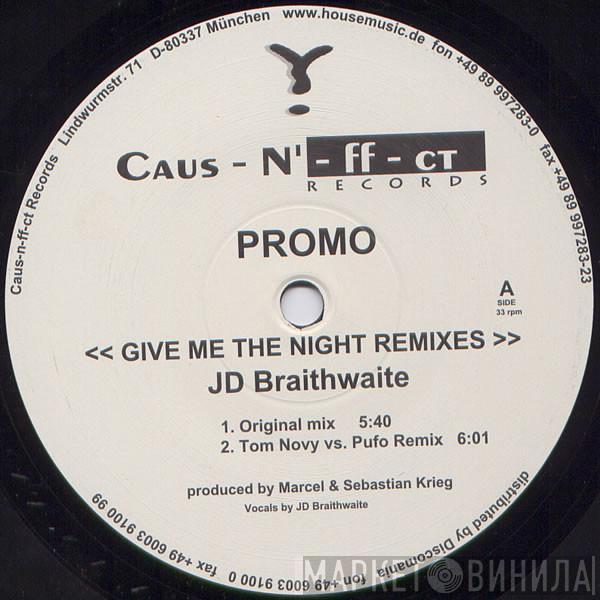 Caus-n-ff-ct Records Lindwurmstr. 71 D-80337 München www.housemusic.de fon +49 89 997283-0 fax +49 89 997283-23
CAUS - N' - ff - CT
RECORDS
PROMO
A
SIDE
33 rpm
<< GIVE ME THE NIGHT REMIXES >>
JD Braithwaite
1. Original mix 5:40
2. Tom Novy vs. Pufo Remix 6:01
produced by Marcel & Sebastian Krieg
Vocals by JD Braithwaite
distributed by Discomania fon +49 6003 9100 0 fax +49 6003 9100 99
МАРКЕТ ВИНИЛА